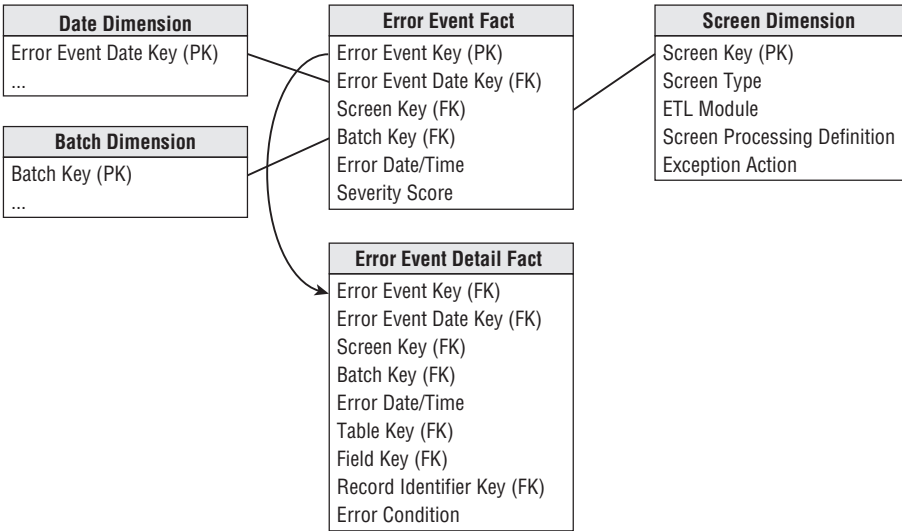 Date Dimension
Error Event Date Key (PK)
...
Batch Dimension
Batch Key (PK)
...
Error Event Fact
Error Event Key (PK)
Error Event Date Key (FK)
Screen Key (FK)
Batch Key (FK)
Error Date/Time
Severity Score
Screen Dimension
Screen Key (PK)
Screen Type
ETL Module
Screen Processing Definition
Exception Action
Error Event Detail Fact
Error Event Key (FK)
Error Event Date Key (FK)
Screen Key (FK)
Batch Key (FK)
Error Date/Time
Table Key (FK)
Field Key (FK)
Record Identifier Key (FK)
Error Condition